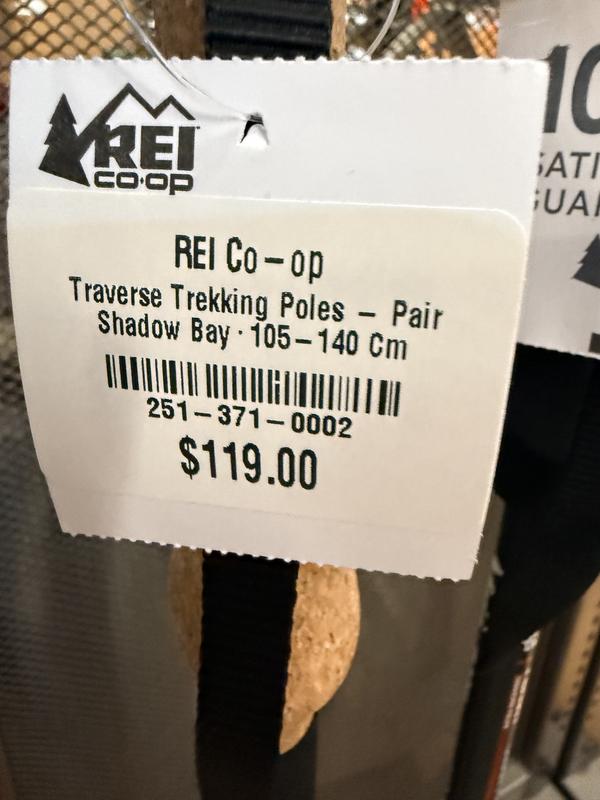 REI
CO·OP
REI Co-op
Traverse Trekking Poles - Pair
Shadow Bay · 105-140 Cm
251-371-0002
$119.00